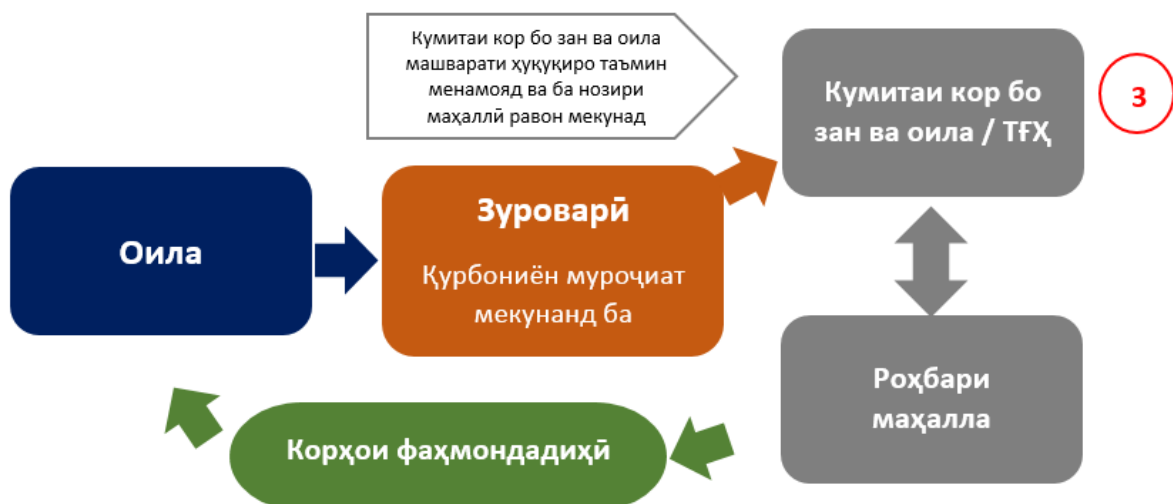 Кумитаи кор бо зан ва оила
машварати ҳуқуқиро таъмин
менамояд ва ба нозири
маҳаллӣ равон мекунад
Кумитаи кор бо
зан ва оила / ТҒҲ
3
Оила
Зуроварӣ
Қурбониён муроҷиат
мекунанд ба
Роҳбари
маҳалла
Корҳои фаҳмондадиҳӣ